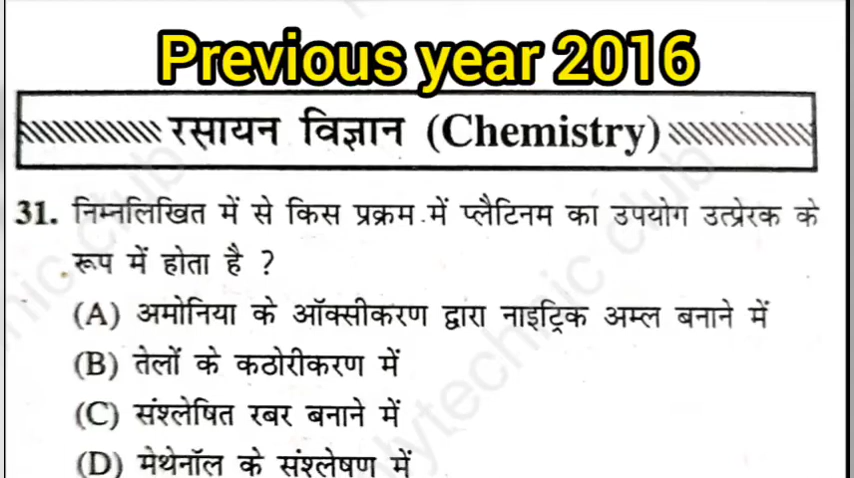 Previous year 2016
रसायन विज्ञान (Chemistry)
31. निम्नलिखित में से किस प्रक्रम में प्लैटिनम का उपयोग उत्प्रेरक के
रूप में होता है ?
(A) अमोनिया के ऑक्सीकरण द्वारा नाइट्रिक अम्ल बनाने में
(B) तेलों के कठोरीकरण में
(C) संश्लेषित रबर बनाने में
(D) मेथेनॉल के संश्लेषण में